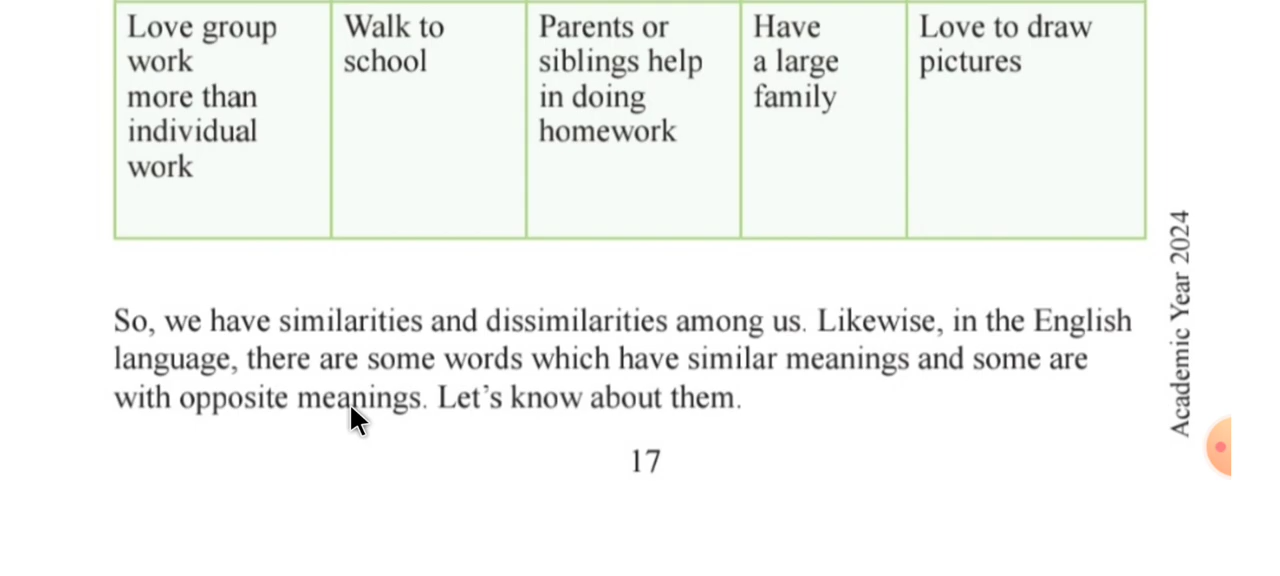 Love group
work
more than
individual
work
Walk to
school
Parents or
siblings help
in doing
homework
Have
a large
family
Love to draw
pictures
So, we have similarities and dissimilarities among us. Likewise, in the English
language, there are some words which have similar meanings and some are
with opposite meanings. Let’s know about them.
17
Academic Year 2024